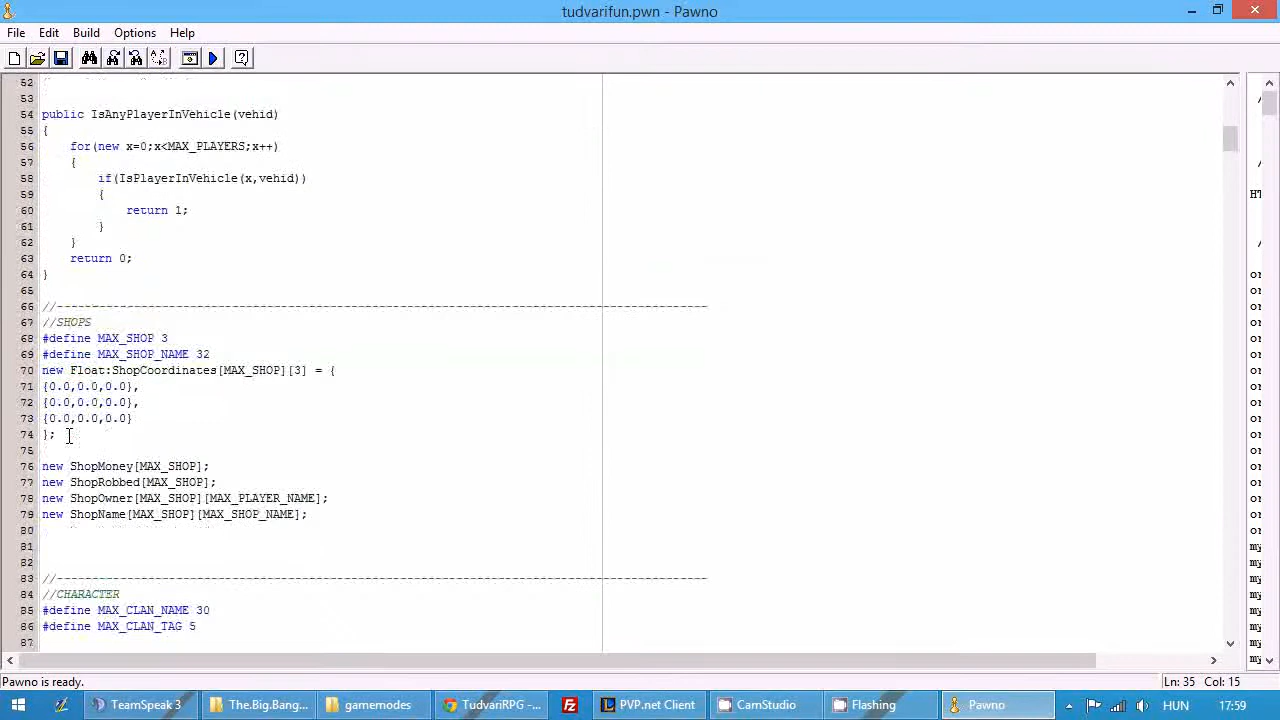 tudvarifun.pwn - Pawno
File Edit Build Options Help
52
53
54 public IsAnyPlayerInVehicle(vehid)
55 {
56 for(new x=0;x<MAX_PLAYERS;x++)
57 {
58 if(IsPlayerInVehicle(x,vehid))
59 {
60 return 1;
61 }
62 }
63 return 0;
64 }
65
66 //--------------------------------------------------------------------------------------------
67 //SHOPS
68 #define MAX_SHOP 3
69 #define MAX_SHOP_NAME 32
70 new Float:ShopCoordinates[MAX_SHOP][3] = {
71 {0.0,0.0,0.0},
72 {0.0,0.0,0.0},
73 {0.0,0.0,0.0}
74 };
75
76 new ShopMoney[MAX_SHOP];
77 new ShopRobbed[MAX_SHOP];
78 new ShopOwner[MAX_SHOP][MAX_PLAYER_NAME];
79 new ShopName[MAX_SHOP][MAX_SHOP_NAME];
80
81
82
83 //--------------------------------------------------------------------------------------------
84 //CHARACTER
85 #define MAX_CLAN_NAME 30
86 #define MAX_CLAN_TAG 5
87
Pawno is ready. Ln: 35 Col: 15
TeamSpeak 3 The.Big.Bang... gamemodes TudvariRPG - ... PVP.net Client CamStudio Flashing Pawno HUN 17:59